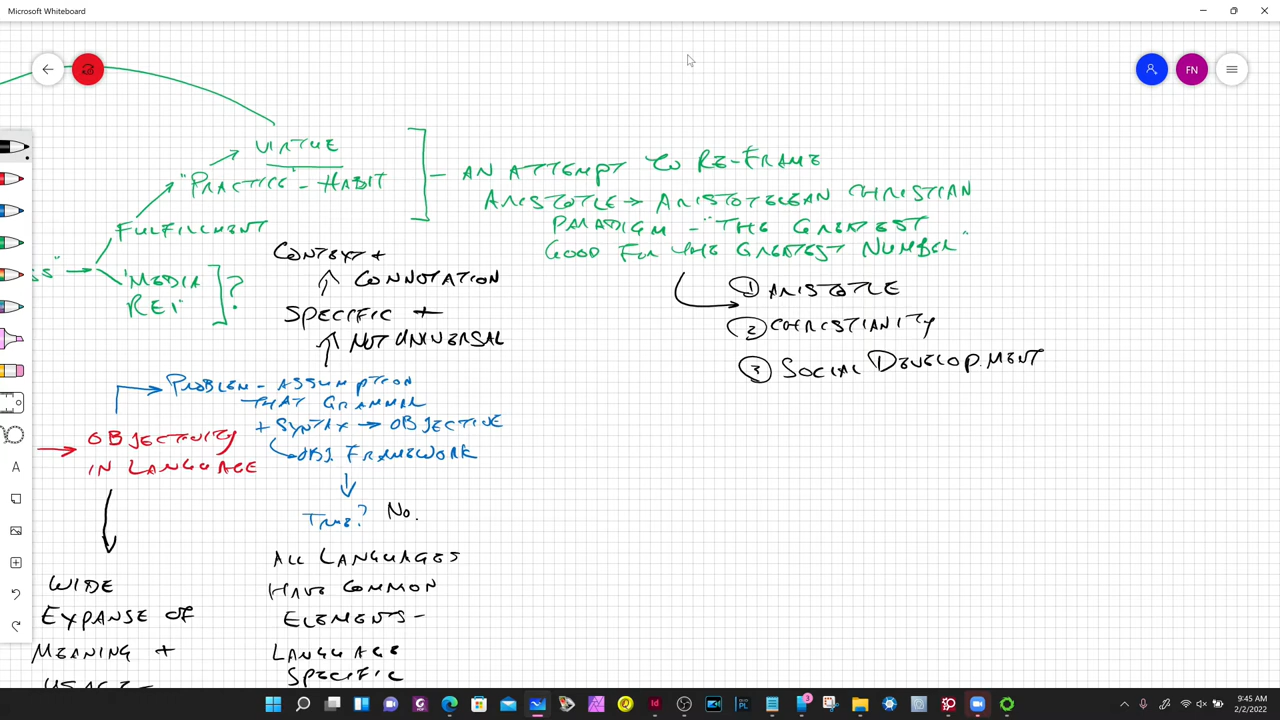 Microsoft Whiteboard
FN
VIRTUE
"PRACTICE" - HABIT
FULFILLMENT
"MEDIA
?
AN ATTEMPT TO RE-FRAME
ARISTOTLE → ARISTOTELEAN CHRISTIAN
PARADIGM - "THE GREATEST
GOOD FOR THE GREATEST NUMBER"
① ARISTOTLE
② CHRISTIANITY
③ SOCIAL DEVELOPMENT
CONTEXT +
CONNOTATION
SPECIFIC +
NOT UNIVERSAL
PROBLEM - ASSUMPTION
THAT GRAMMAR
+ SYNTAX → OBJECTIVE
OBJ. FRAMEWORK
TRUE? No.
OBJECTIVITY
IN LANGUAGE
WIDE
EXPANSE OF
MEANING +
USAGE -
ALL LANGUAGES
HAVE COMMON
ELEMENTS -
LANGUAGE
SPECIFIC
A
9:45 AM
2/2/2022